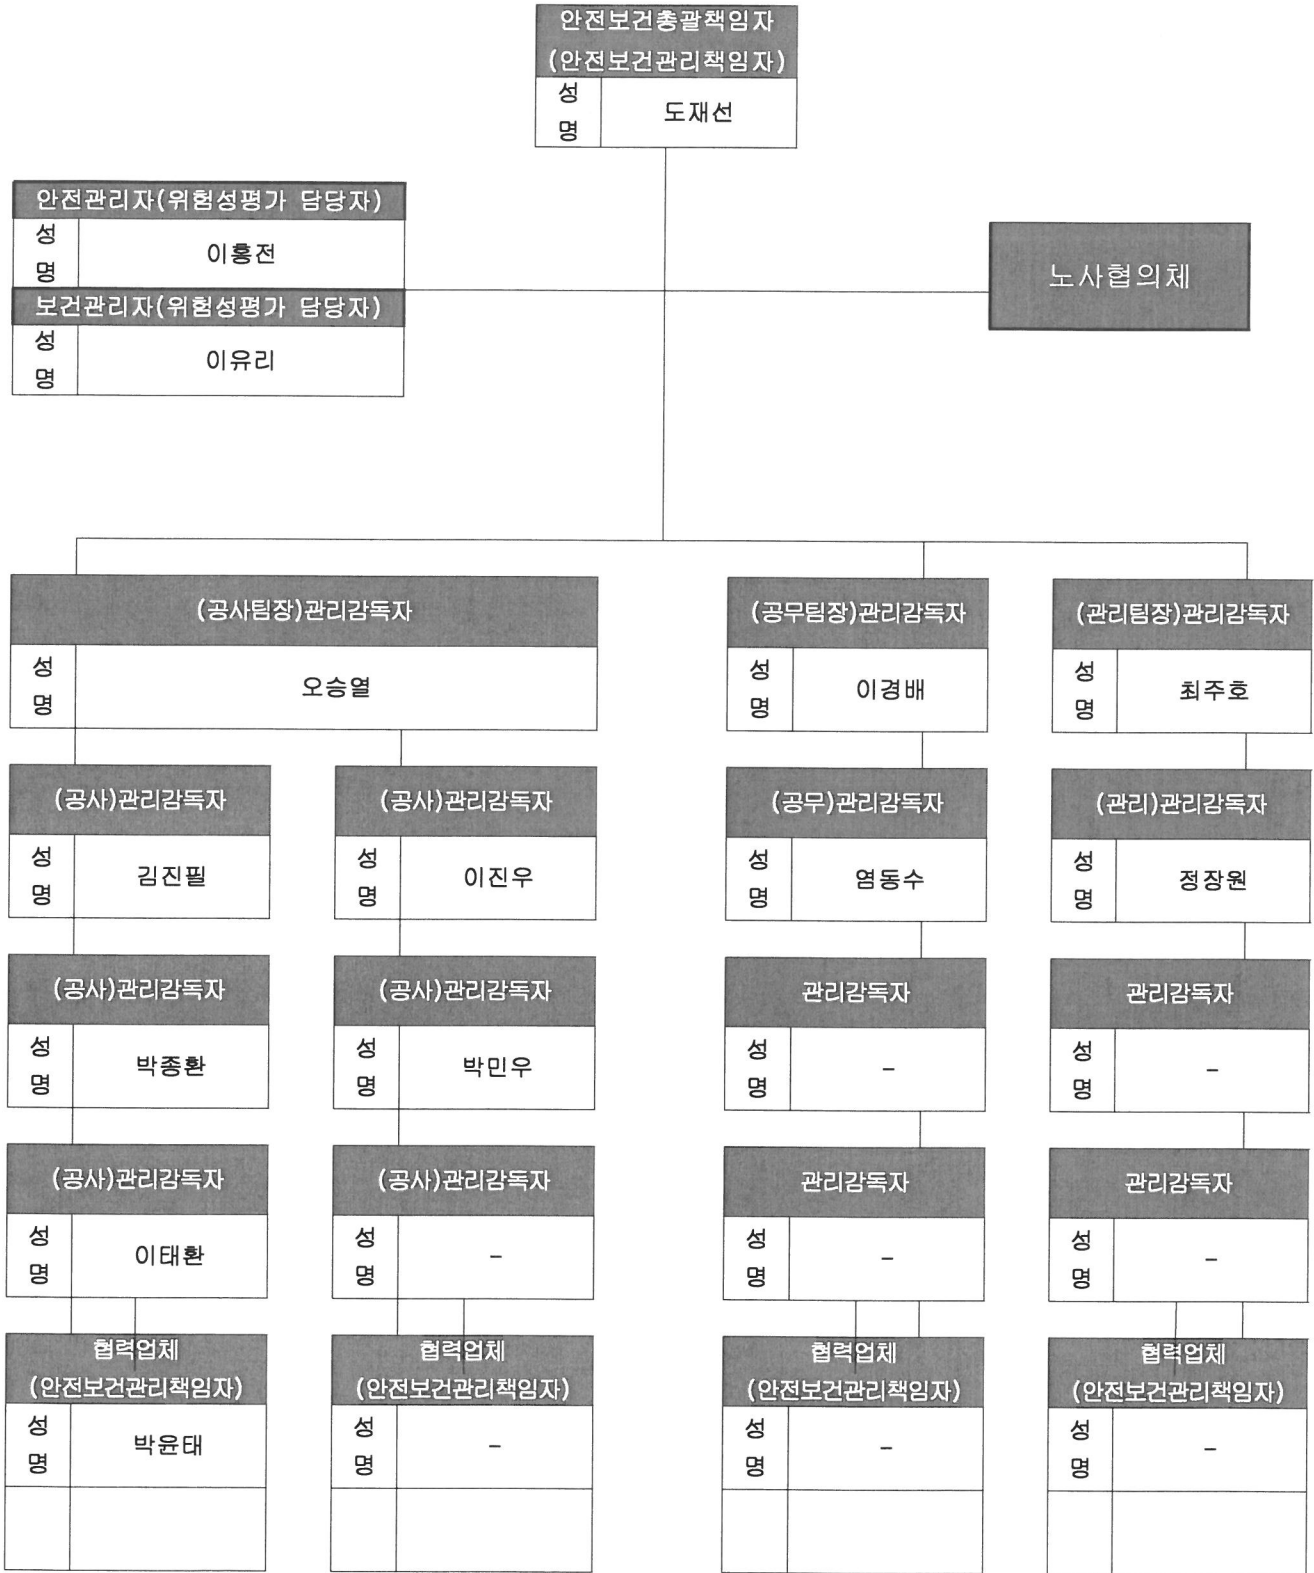 안전보건총괄책임자
(안전보건관리책임자)
성명 도재선
안전관리자(위험성평가 담당자)
성명 이홍전
보건관리자(위험성평가 담당자)
성명 이유리
노사협의체
(공사팀장)관리감독자
성명 오승열
(공무팀장)관리감독자
성명 이경배
(관리팀장)관리감독자
성명 최주호
(공사)관리감독자
성명 김진필
(공사)관리감독자
성명 이진우
(공무)관리감독자
성명 염동수
(관리)관리감독자
성명 정장원
(공사)관리감독자
성명 박종환
(공사)관리감독자
성명 박민우
관리감독자
성명 –
관리감독자
성명 –
(공사)관리감독자
성명 이태환
(공사)관리감독자
성명 –
관리감독자
성명 –
관리감독자
성명 –
협력업체
(안전보건관리책임자)
성명 박윤태
협력업체
(안전보건관리책임자)
성명 –
협력업체
(안전보건관리책임자)
성명 –
협력업체
(안전보건관리책임자)
성명 –